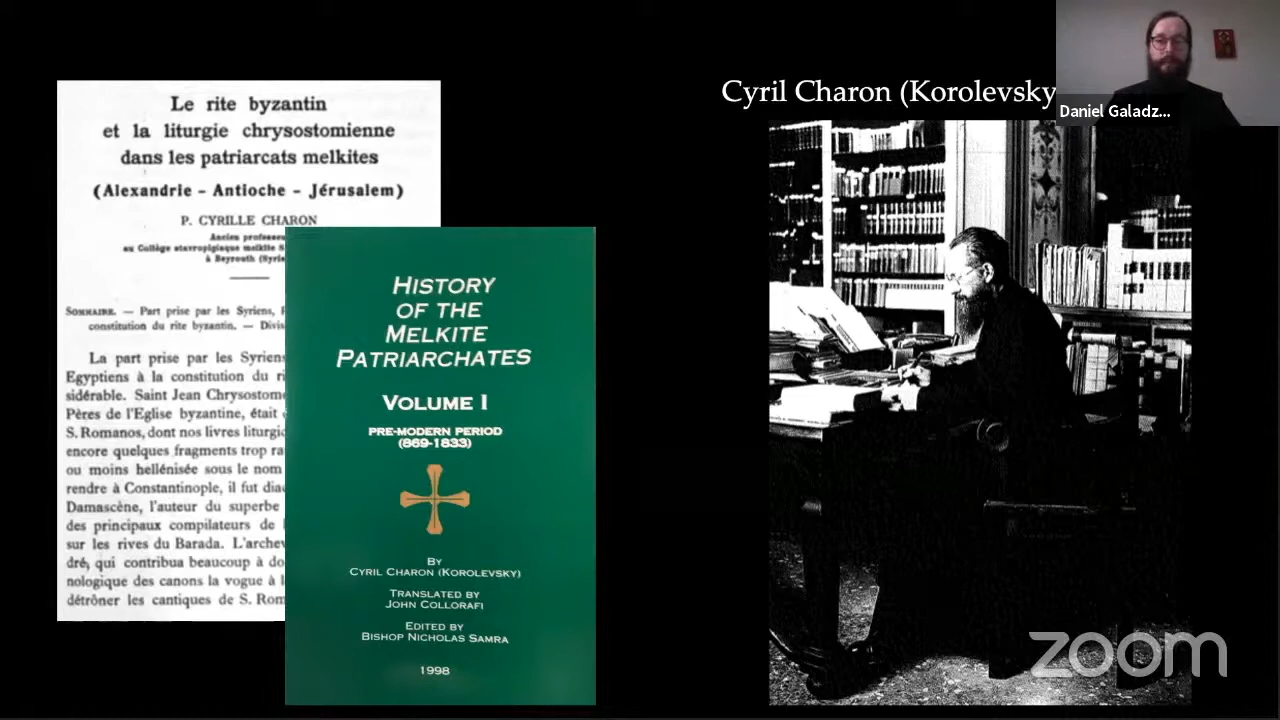 Le rite byzantin
et la liturgie chrysostomienne
dans les patriarcats melkites
(Alexandrie – Antioche – Jérusalem)
P. CYRILLE CHARON
Ancien professeu
au Collège stavropigiaque melkite S
à Beyrouth (Syrie
SOMMAIRE. — Part prise par les Syriens,
constitution du rite byzantin. — Divis
La part prise par les Syriens
Egyptiens à la constitution du ri
sidérable. Saint Jean Chrysostome
Pères de l'Eglise byzantine, était
S. Romanos, dont nos livres liturgi
encore quelques fragments trop ra
ou moins hellénisée sous le nom
rendre à Constantinople, il fut dia
Damascène, l'auteur du superbe
des principaux compilateurs de
sur les rives du Barada. L'archev
dré, qui contribua beaucoup à do
nologique des canons la vogue à l
détrôner les cantiques de S. Rom
HISTORY
OF THE
MELKITE
PATRIARCHATES
VOLUME I
PRE-MODERN PERIOD
(869-1833)
BY
CYRIL CHARON (KOROLEVSKY)
TRANSLATED BY
JOHN COLLORAFI
EDITED BY
BISHOP NICHOLAS SAMRA
1998
Cyril Charon (Korolevsky
Daniel Galadz...
zoom